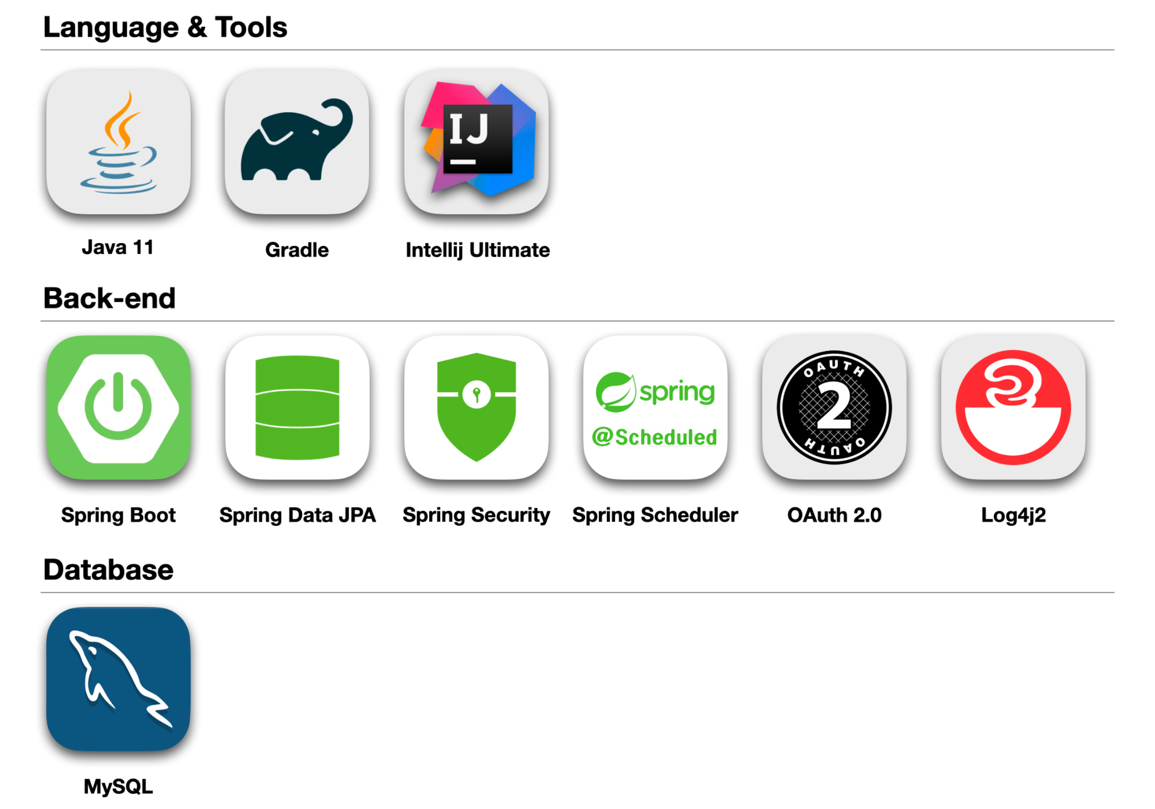 Language & Tools
IJ
Java 11
Gradle
Intellij Ultimate
Back-end
spring
@Scheduled
OAUTH
2
OAUTH
Spring Boot
Spring Data JPA
Spring Security
Spring Scheduler
OAuth 2.0
Log4j2
Database
MySQL